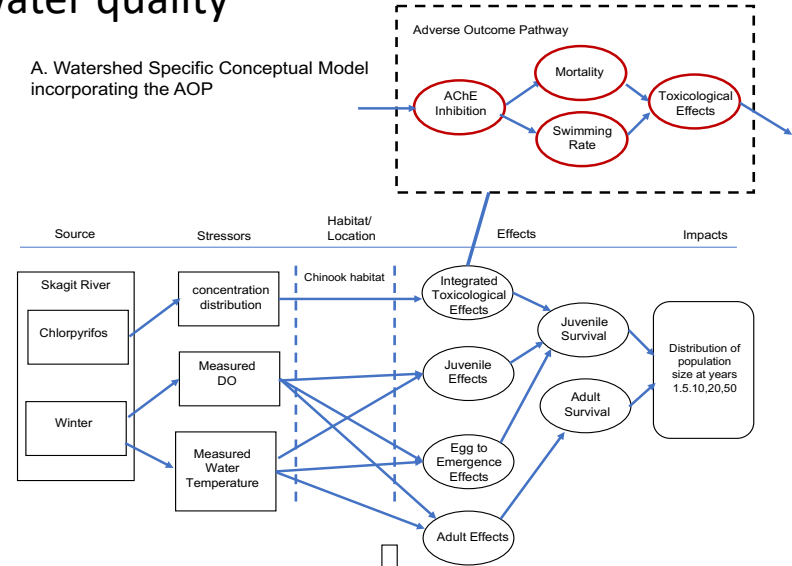 water quality
A. Watershed Specific Conceptual Model
incorporating the AOP
Adverse Outcome Pathway
AChE
Inhibition
Mortality
Swimming
Rate
Toxicological
Effects
Source
Stressors
Habitat/
Location
Effects
Impacts
Skagit River
Chlorpyrifos
Winter
concentration
distribution
Measured
DO
Measured
Water
Temperature
Chinook habitat
Integrated
Toxicological
Effects
Juvenile
Effects
Egg to
Emergence
Effects
Adult Effects
Juvenile
Survival
Adult
Survival
Distribution of
population
size at years
1.5.10,20,50